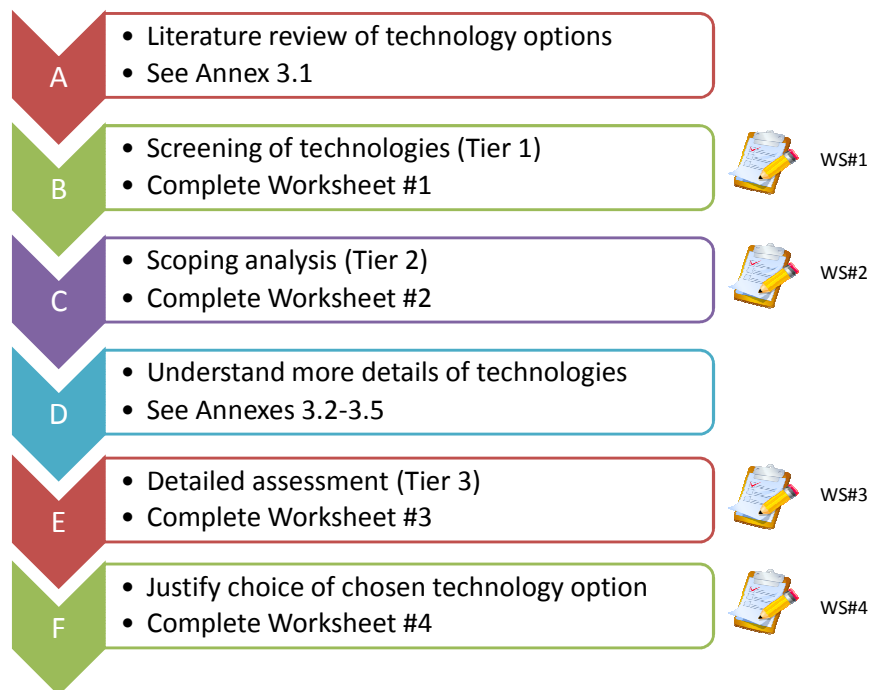 A
• Literature review of technology options
• See Annex 3.1
B
• Screening of technologies (Tier 1)
• Complete Worksheet #1
WS#1
C
• Scoping analysis (Tier 2)
• Complete Worksheet #2
WS#2
D
• Understand more details of technologies
• See Annexes 3.2-3.5
E
• Detailed assessment (Tier 3)
• Complete Worksheet #3
WS#3
F
• Justify choice of chosen technology option
• Complete Worksheet #4
WS#4